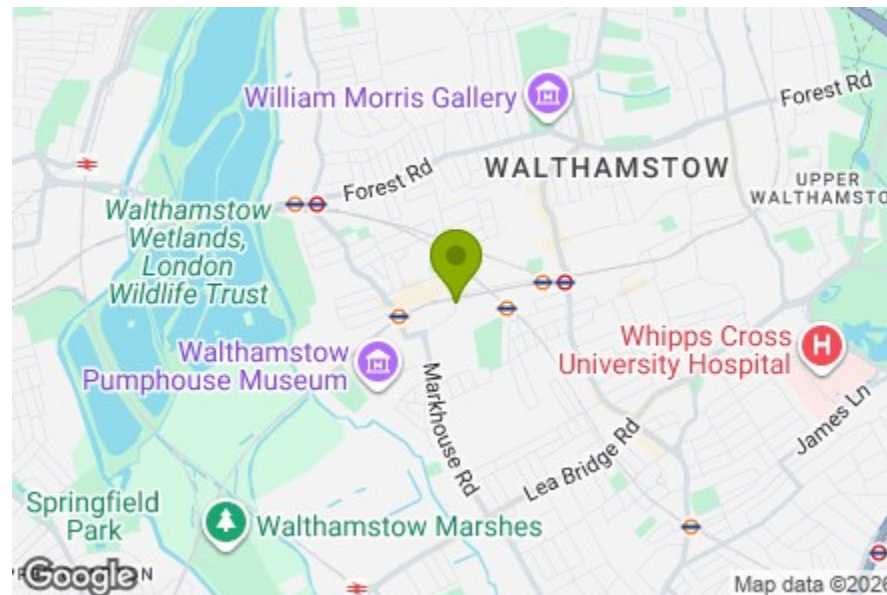 William Morris Gallery
Forest Rd
WALTHAMSTOW
Forest Rd
UPPER
WALTHAMSTO
Walthamstow
Wetlands,
London
Wildlife Trust
Walthamstow
Pumphouse Museum
Whipps Cross
University Hospital
H
Markhouse Rd
James Ln
Lea Bridge Rd
Springfield
Park
Walthamstow Marshes
Google
Map data ©2026